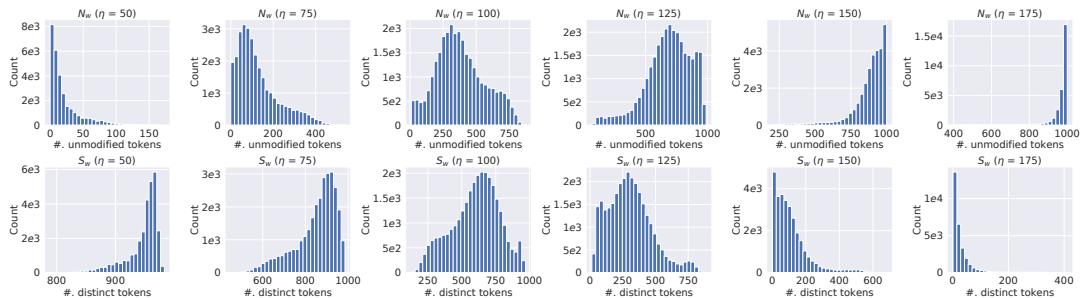 N_w (η = 50) N_w (η = 75) N_w (η = 100) N_w (η = 125) N_w (η = 150) N_w (η = 175)
8e3 6e3 4e3 2e3 0
3e3 2e3 1e3 0
2e3 1e3 5e2 0
2e3 1e3 5e2 0
4e3 2e3 0
1.5e4 1e4 5e3 0
Count Count Count Count Count Count
0 50 100 150
0 200 400
0 250 500 750
500 750 1000
250 500 750 1000
400 600 800 1000
#. unmodified tokens #. unmodified tokens #. unmodified tokens #. unmodified tokens #. unmodified tokens #. unmodified tokens
S_w (η = 50) S_w (η = 75) S_w (η = 100) S_w (η = 125) S_w (η = 150) S_w (η = 175)
6e3 4e3 2e3 0
3e3 2e3 1e3 0
2e3 1e3 5e2 0
2e3 1e3 5e2 0
4e3 2e3 0
1e4 5e3 0
Count Count Count Count Count Count
800 900
600 800 1000
250 500 750 1000
0 250 500 750
0 200 400 600
0 200 400
#. distinct tokens #. distinct tokens #. distinct tokens #. distinct tokens #. distinct tokens #. distinct tokens